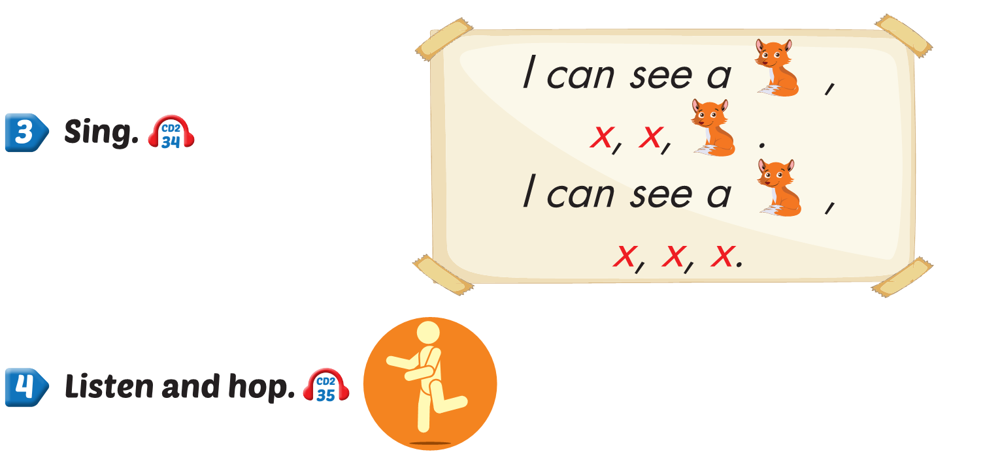 I can see a ,
x, x, .
3 Sing. CD2 34
I can see a ,
x, x, x.
4 Listen and hop. CD2 35